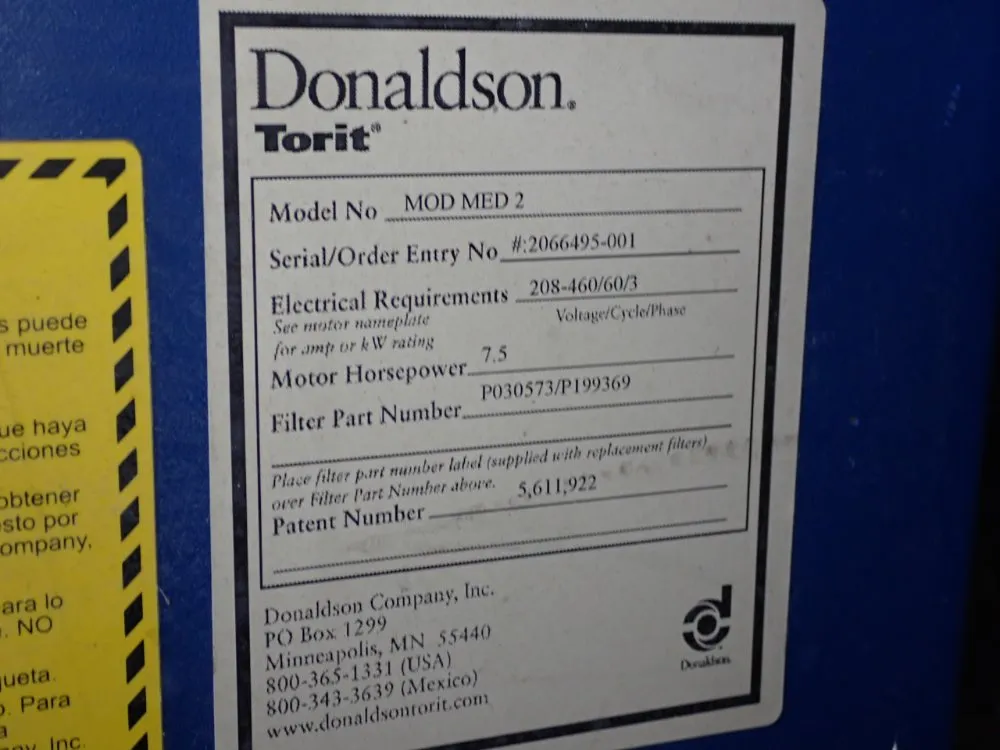 Donaldson.
Torit®
Model No MOD MED 2
Serial/Order Entry No #:2066495-001
Electrical Requirements 208-460/60/3
See motor nameplate Voltage/Cycle/Phase
for amp or kW rating
Motor Horsepower 7.5
Filter Part Number P030573/P199369
Place filter part number label (supplied with replacement filters)
over Filter Part Number above.
Patent Number 5,611,922
Donaldson Company, Inc.
PO Box 1299
Minneapolis, MN 55440
800-365-1331 (USA)
800-343-3639 (Mexico)
www.donaldsontorit.com
Donaldson.
s puede
muerte
ue haya
cciones
obtener
sto por
ompany,
ara lo
. NO
ueta.
o. Para
a
ny, Inc.